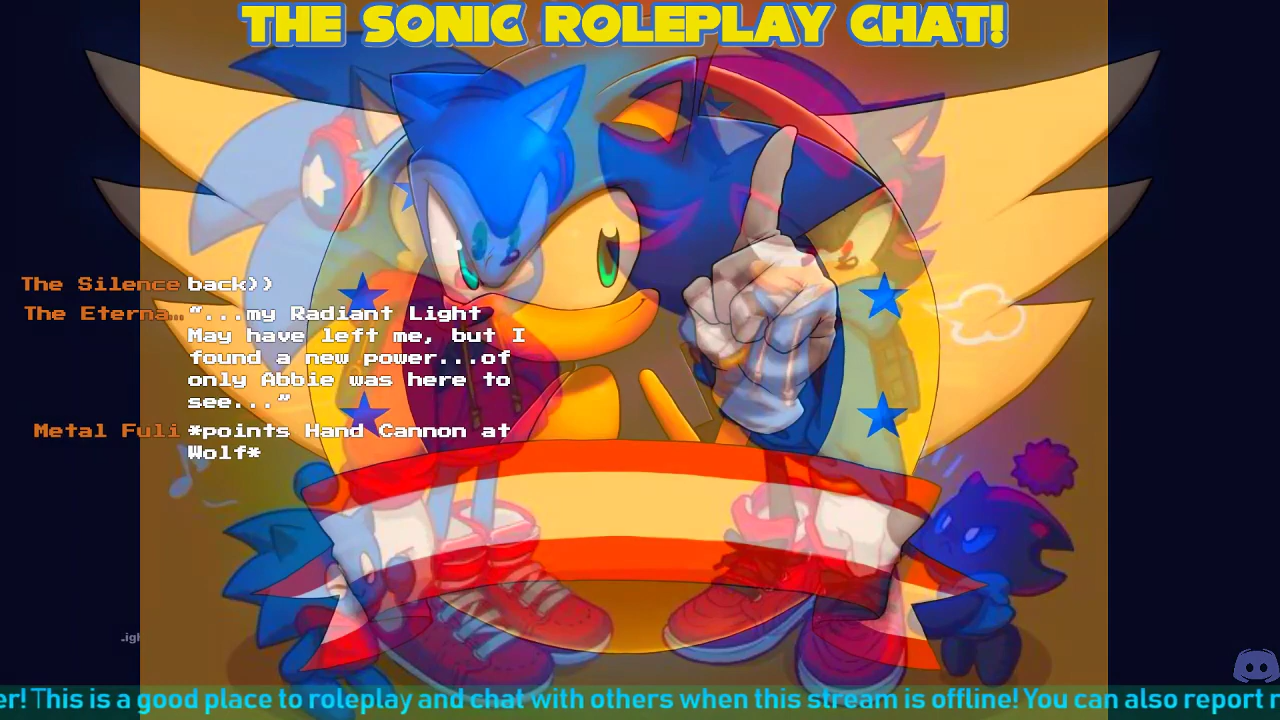 THE SONIC ROLEPLAY CHAT!
The Silence back))
The Eterna... “...my Radiant Light
May have left me, but I
found a new power...of
only Abbie was here to
see...”
Metal Fuli *points Hand Cannon at
Wolf*
er! This is a good place to roleplay and chat with others when this stream is offline! You can also report